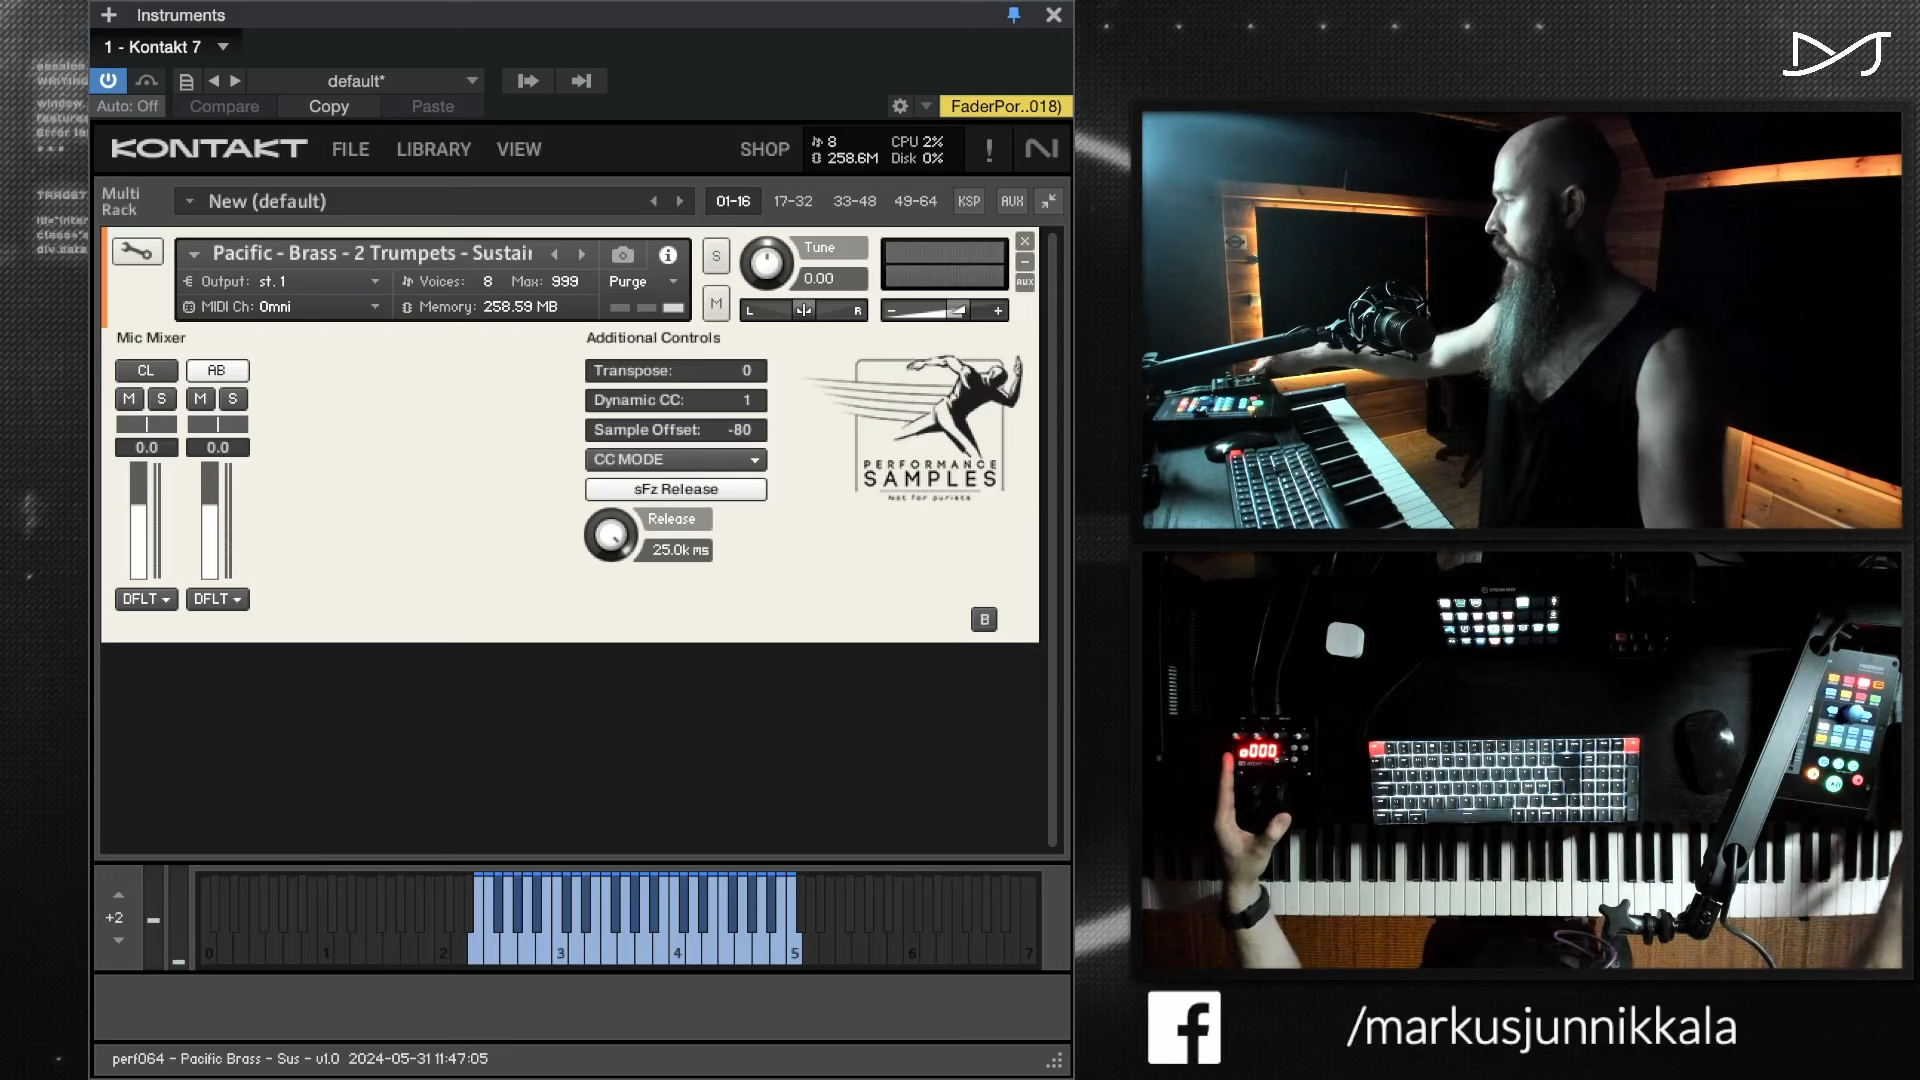 Instruments
1 - Kontakt 7
default*
Auto: Off
Compare
Copy
Paste
FaderPor..018)
KONTAKT
FILE
LIBRARY
VIEW
SHOP
8
258.6M
CPU 2%
Disk 0%
!
Multi
Rack
New (default)
01-16
17-32
33-48
49-64
KSP
AUX
Pacific - Brass - 2 Trumpets - Sustain
Output: st. 1
Voices: 8 Max: 999
Purge
MIDI Ch: Omni
Memory: 258.59 MB
S
M
Tune
0.00
L
R
AUX
Mic Mixer
CL
AB
M S
M S
0.0
0.0
DFLT
DFLT
Additional Controls
Transpose: 0
Dynamic CC: 1
Sample Offset: -80
CC MODE
sFz Release
Release
25.0k ms
PERFORMANCE
SAMPLES
Not for purists
B
+2
0 1 2 3 4 5 6 7
perf064 - Pacific Brass - Sus - v1.0 2024-05-31 11:47:05
/markusjunnikkala